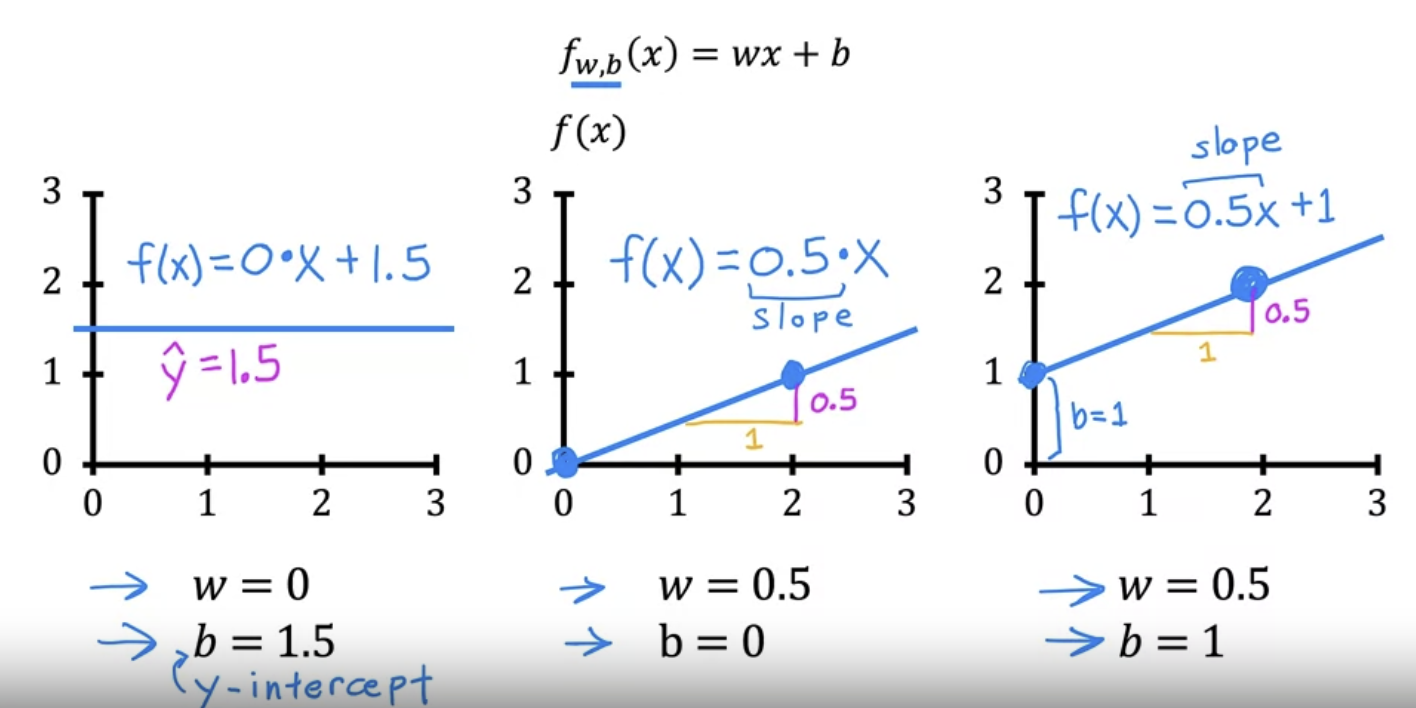 f_{w,b}(x) = wx + b
f(x)
3
2
1
0
0 1 2 3
f(x)=0•X+1.5
ŷ=1.5
→ w = 0
→ b = 1.5
y-intercept
3
2
1
0
0 1 2 3
f(x)=0.5•X
slope
0.5
1
→ w = 0.5
→ b = 0
3
2
1
0
0 1 2 3
slope
f(x)=0.5x+1
0.5
1
b=1
→ w = 0.5
→ b = 1